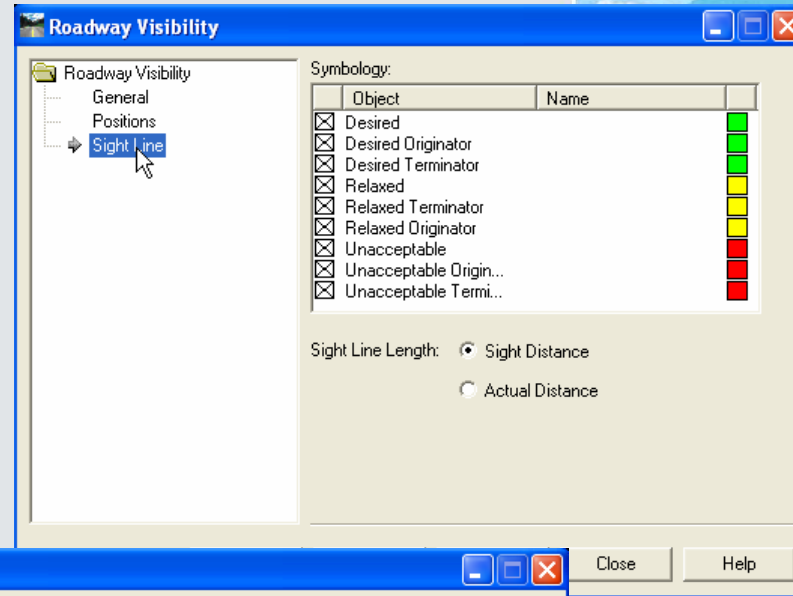 Roadway Visibility
Roadway Visibility
General
Positions
Sight Line
Symbology:
Object Name
Desired
Desired Originator
Desired Terminator
Relaxed
Relaxed Terminator
Relaxed Originator
Unacceptable
Unacceptable Origin...
Unacceptable Termi...
Sight Line Length: Sight Distance
Actual Distance
Close Help